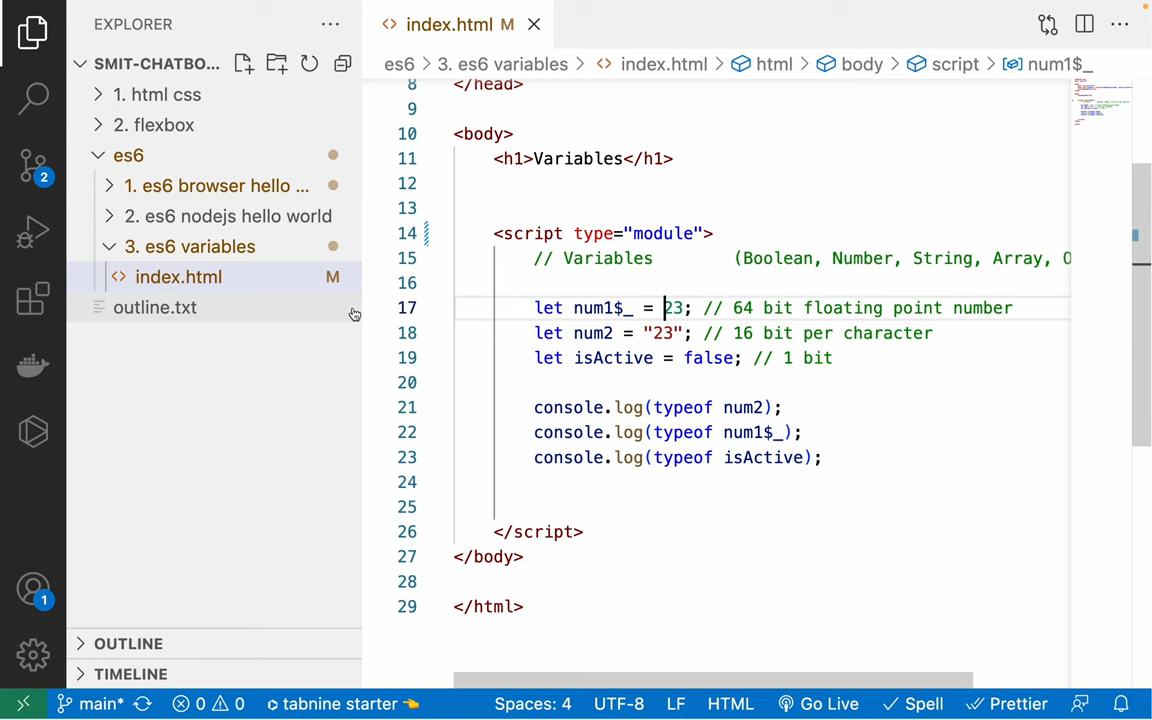 EXPLORER
SMIT-CHATBO...
1. html css
2. flexbox
es6
1. es6 browser hello ...
2. es6 nodejs hello world
3. es6 variables
index.html M
outline.txt
OUTLINE
TIMELINE
2
1
index.html M
es6 > 3. es6 variables > index.html > html > body > script > num1$_
8 </head>
9
10 <body>
11 <h1>Variables</h1>
12
13
14 <script type="module">
15 // Variables (Boolean, Number, String, Array, O
16
17 let num1$_ = 23; // 64 bit floating point number
18 let num2 = "23"; // 16 bit per character
19 let isActive = false; // 1 bit
20
21 console.log(typeof num2);
22 console.log(typeof num1$_);
23 console.log(typeof isActive);
24
25
26 </script>
27 </body>
28
29 </html>
main* 0 0 tabnine starter Spaces: 4 UTF-8 LF HTML Go Live Spell Prettier